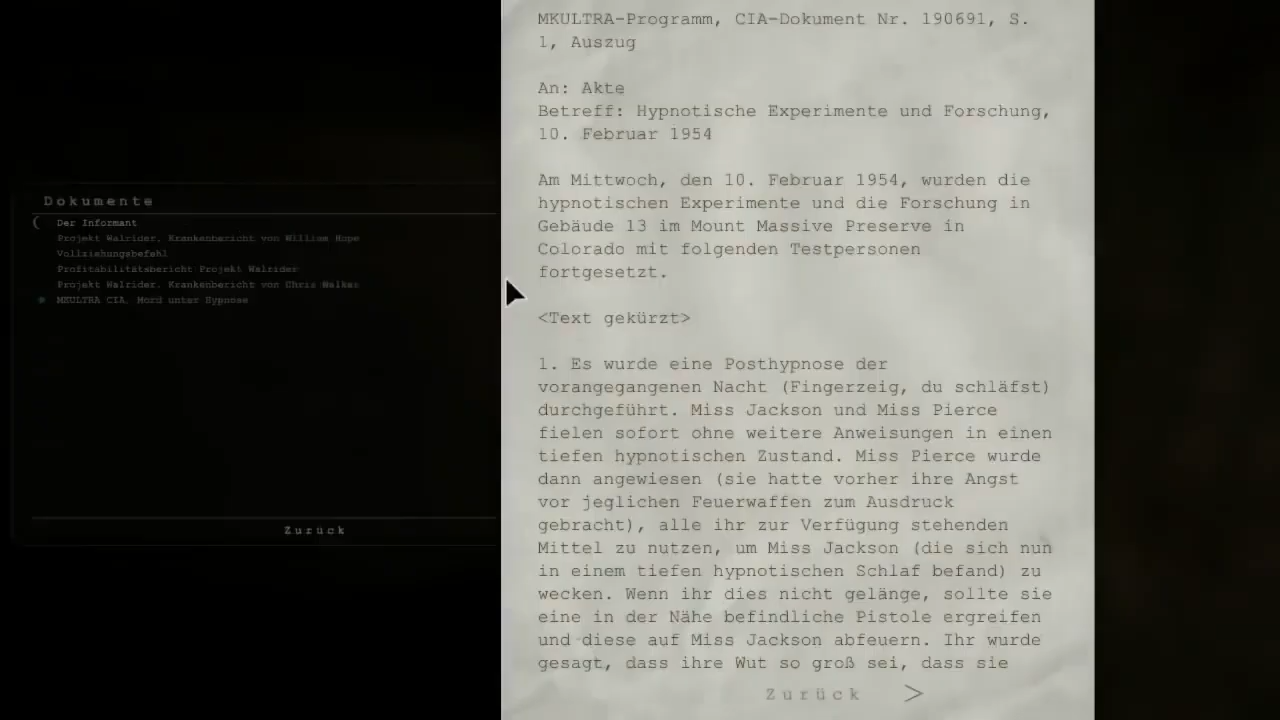 Dokumente
Der Informant
Projekt Walrider, Krankenbericht von William Hope
Vollziehungsbefehl
Profitabilitätsbericht Projekt Walrider
Projekt Walrider, Krankenbericht von Chris Walker
MKULTRA CIA, Mord unter Hypnose
Zurück
MKULTRA-Programm, CIA-Dokument Nr. 190691, S.
1, Auszug
An: Akte
Betreff: Hypnotische Experimente und Forschung,
10. Februar 1954
Am Mittwoch, den 10. Februar 1954, wurden die
hypnotischen Experimente und die Forschung in
Gebäude 13 im Mount Massive Preserve in
Colorado mit folgenden Testpersonen
fortgesetzt.
<Text gekürzt>
1. Es wurde eine Posthypnose der
vorangegangenen Nacht (Fingerzeig, du schläfst)
durchgeführt. Miss Jackson und Miss Pierce
fielen sofort ohne weitere Anweisungen in einen
tiefen hypnotischen Zustand. Miss Pierce wurde
dann angewiesen (sie hatte vorher ihre Angst
vor jeglichen Feuerwaffen zum Ausdruck
gebracht), alle ihr zur Verfügung stehenden
Mittel zu nutzen, um Miss Jackson (die sich nun
in einem tiefen hypnotischen Schlaf befand) zu
wecken. Wenn ihr dies nicht gelänge, sollte sie
eine in der Nähe befindliche Pistole ergreifen
und diese auf Miss Jackson abfeuern. Ihr wurde
gesagt, dass ihre Wut so groß sei, dass sie
Zurück >